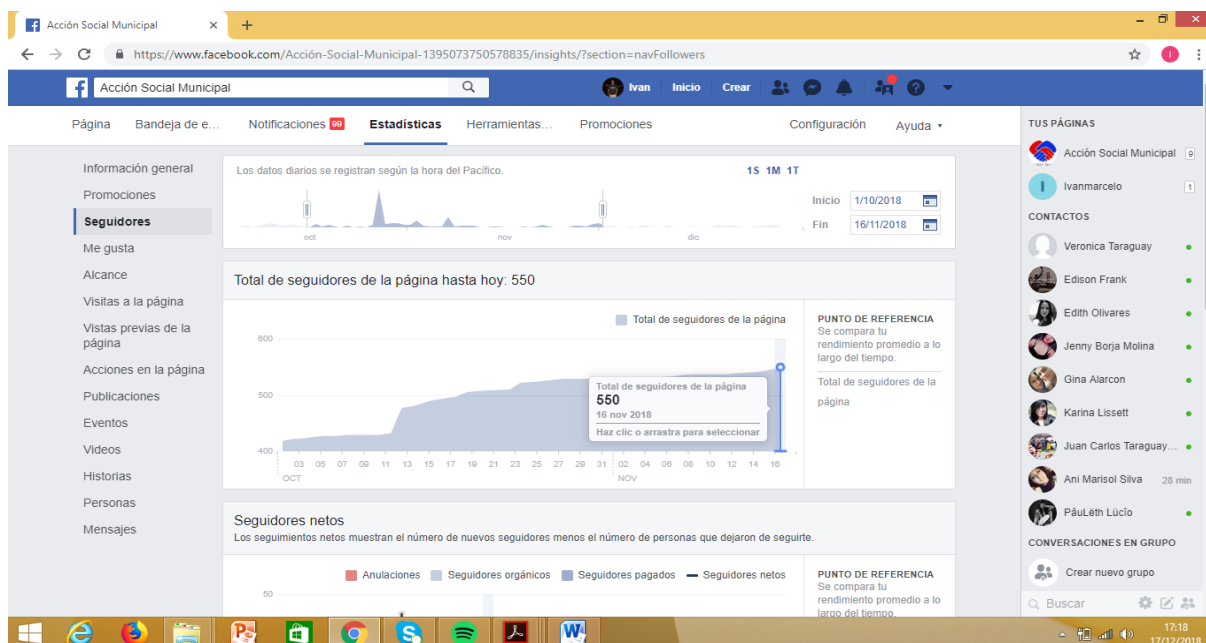 Acción Social Municipal
https://www.facebook.com/Acción-Social-Municipal-1395073750578835/insights/?section=navFollowers
I
Acción Social Municipal
Ivan Inicio Crear
Página Bandeja de e... Notificaciones 99 Estadísticas Herramientas... Promociones Configuración Ayuda
Información general
Promociones
Seguidores
Me gusta
Alcance
Visitas a la página
Vistas previas de la
página
Acciones en la página
Publicaciones
Eventos
Videos
Historias
Personas
Mensajes
Los datos diarios se registran según la hora del Pacífico. 1S 1M 1T
Inicio 1/10/2018
Fin 16/11/2018
oct nov dic
Total de seguidores de la página hasta hoy: 550
Total de seguidores de la página
600
500
400
03 05 07 09 11 13 15 17 19 21 23 25 27 29 31 02 04 06 08 10 12 14 16
OCT NOV
Total de seguidores de la página
550
16 nov 2018
Haz clic o arrastra para seleccionar
PUNTO DE REFERENCIA
Se compara tu
rendimiento promedio a lo
largo del tiempo.
Total de seguidores de la
página
Seguidores netos
Los seguimientos netos muestran el número de nuevos seguidores menos el número de personas que dejaron de seguirte.
Anulaciones Seguidores orgánicos Seguidores pagados Seguidores netos
50
PUNTO DE REFERENCIA
Se compara tu
rendimiento promedio a lo
largo del tiempo
TUS PÁGINAS
Acción Social Municipal 9
I Ivanmarcelo 1
CONTACTOS
Veronica Taraguay
Edison Frank
Edith Olivares
Jenny Borja Molina
Gina Alarcon
Karina Lissett
Juan Carlos Taraguay...
Ani Marisol Silva 28 min
PâuLëth Lücîo
CONVERSACIONES EN GRUPO
Crear nuevo grupo
Buscar
17:18
17/12/2018